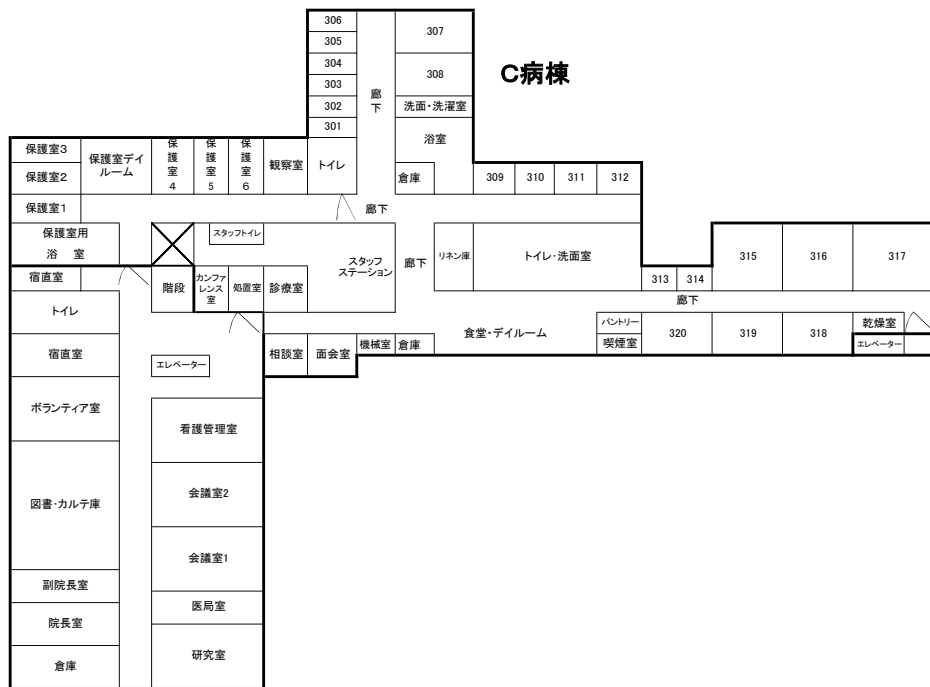 C病棟
306
305
304
303
302
301
廊
下
307
308
洗面・洗濯室
浴室
倉庫
保護室3
保護室2
保護室1
保護室デイ
ルーム
保
護
室
4
保
護
室
5
保
護
室
6
観察室
トイレ
309
310
311
312
廊下
保護室用
浴 室
スタッフトイレ
スタッフ
ステーション
廊下
リネン庫
トイレ・洗面室
313
314
315
316
317
廊下
宿直室
階段
カンファ
レンス
室
処置室
診療室
トイレ
宿直室
エレベーター
相談室
面会室
機械室
倉庫
食堂・デイルーム
パントリー
喫煙室
320
319
318
乾燥室
エレベーター
ボランティア室
看護管理室
図書・カルテ庫
会議室2
会議室1
副院長室
医局室
院長室
研究室
倉庫